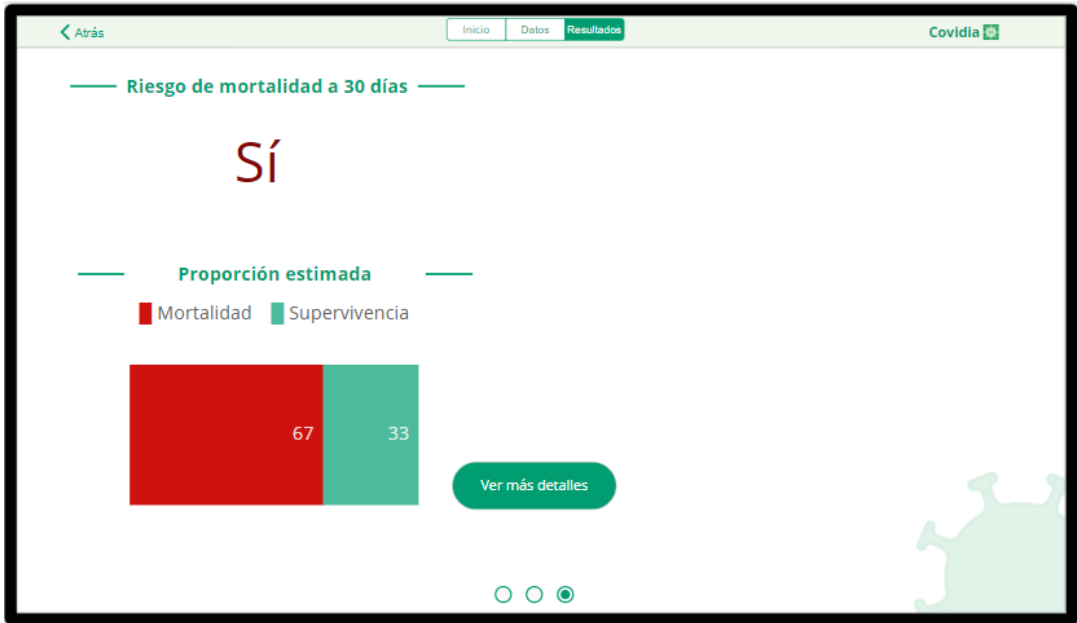 Atrás
Inicio Datos Resultados
Covidia
Riesgo de mortalidad a 30 días
Sí
Proporción estimada
Mortalidad Supervivencia
67 33
Ver más detalles